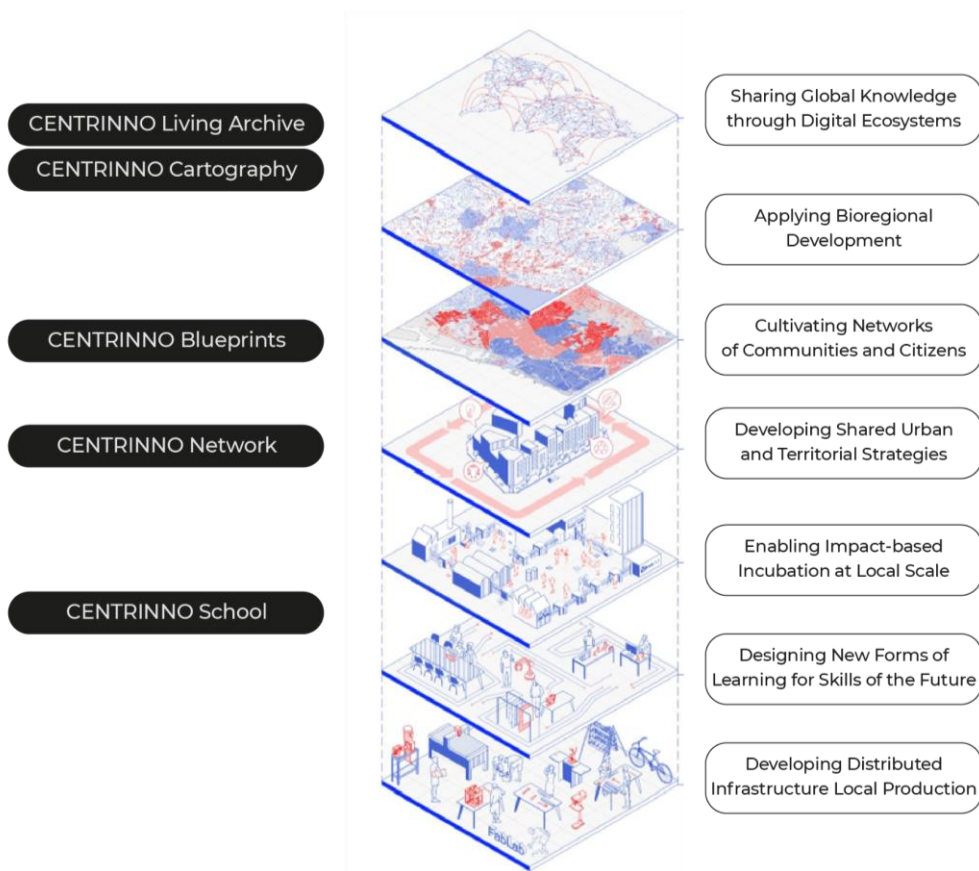 CENTRINNO Living Archive
CENTRINNO Cartography
CENTRINNO Blueprints
CENTRINNO Network
CENTRINNO School
Sharing Global Knowledge
through Digital Ecosystems
Applying Bioregional
Development
Cultivating Networks
of Communities and Citizens
Developing Shared Urban
and Territorial Strategies
Enabling Impact-based
Incubation at Local Scale
Designing New Forms of
Learning for Skills of the Future
Developing Distributed
Infrastructure Local Production
FabLab